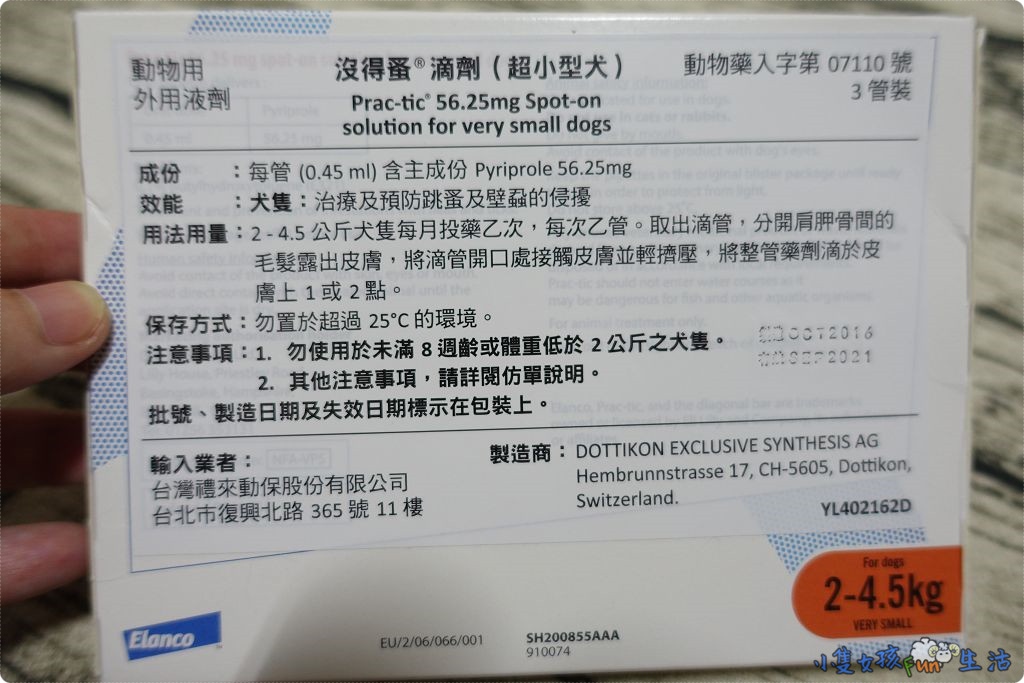 動物用
外用液劑
沒得蚤®滴劑（超小型犬）
Prac-tic® 56.25mg Spot-on
solution for very small dogs
動物藥入字第 07110 號
3 管裝
成份 ：每管 (0.45 ml) 含主成份 Pyriprole 56.25mg
效能 ：犬隻：治療及預防跳蚤及壁蝨的侵擾
用法用量：2 - 4.5 公斤犬隻每月投藥乙次，每次乙管。取出滴管，分開肩胛骨間的
毛髮露出皮膚，將滴管開口處接觸皮膚並輕擠壓，將整管藥劑滴於皮
膚上 1 或 2 點。
保存方式：勿置於超過 25°C 的環境。
注意事項：1. 勿使用於未滿 8 週齡或體重低於 2 公斤之犬隻。
2. 其他注意事項，請詳閱仿單說明。
OCT2016
SEP2021
批號、製造日期及失效日期標示在包裝上。
輸入業者：
台灣禮來動保股份有限公司
台北市復興北路 365 號 11 樓
製造商：DOTTIKON EXCLUSIVE SYNTHESIS AG
Hembrunnstrasse 17, CH-5605, Dottikon,
Switzerland.
YL402162D
For dogs
2-4.5kg
VERY SMALL
Elanco
EU/2/06/066/001
SH200855AAA
910074
小隻女孩Fun生活